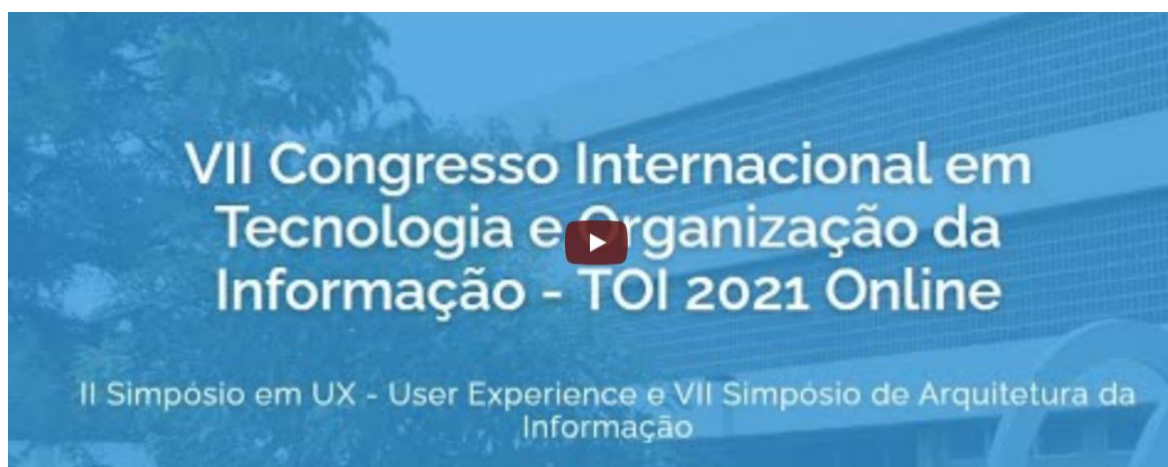 VII Congresso Internacional em
Tecnologia e Organização da
Informação - TOI 2021 Online
II Simpósio em UX - User Experience e VII Simpósio de Arquitetura da
Informação